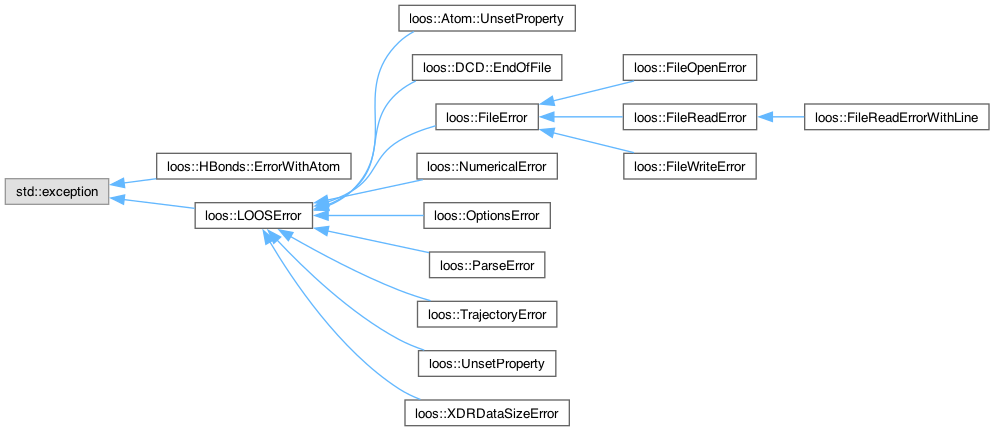 loos::Atom::UnsetProperty
loos::DCD::EndOfFile
loos::FileOpenError
loos::FileError
loos::FileReadError
loos::FileReadErrorWithLine
loos::FileWriteError
loos::HBonds::ErrorWithAtom
loos::NumericalError
std::exception
loos::LOOSError
loos::OptionsError
loos::ParseError
loos::TrajectoryError
loos::UnsetProperty
loos::XDRDataSizeError